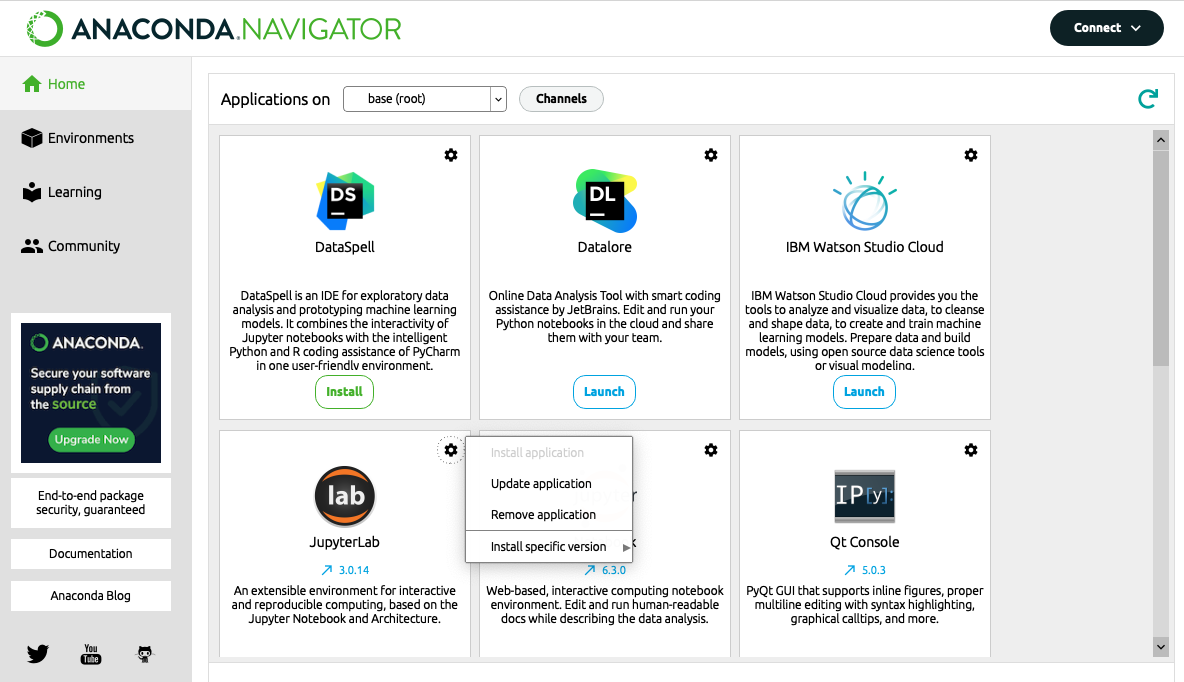 ANACONDA.NAVIGATOR
Connect
Home
Environments
Learning
Community
ANACONDA.
Secure your software
supply chain from
the source
Upgrade Now
End-to-end package
security, guaranteed
Documentation
Anaconda Blog
You
Tube
Applications on
base (root)
Channels
DS
DataSpell
DataSpell is an IDE for exploratory data
analysis and prototyping machine learning
models. It combines the interactivity of
Jupyter notebooks with the intelligent
Python and R coding assistance of PyCharm
in one user-friendly environment.
Install
DL
Datalore
Online Data Analysis Tool with smart coding
assistance by JetBrains. Edit and run your
Python notebooks in the cloud and share
them with your team.
Launch
IBM Watson Studio Cloud
IBM Watson Studio Cloud provides you the
tools to analyze and visualize data, to cleanse
and shape data, to create and train machine
learning models. Prepare data and build
models, using open source data science tools
or visual modeling.
Launch
lab
JupyterLab
3.0.14
An extensible environment for interactive
and reproducible computing, based on the
Jupyter Notebook and Architecture.
Install application
Update application
Remove application
Install specific version
6.3.0
Web-based, interactive computing notebook
environment. Edit and run human-readable
docs while describing the data analysis.
IP[y]:
Qt Console
5.0.3
PyQt GUI that supports inline figures, proper
multiline editing with syntax highlighting,
graphical calltips, and more.